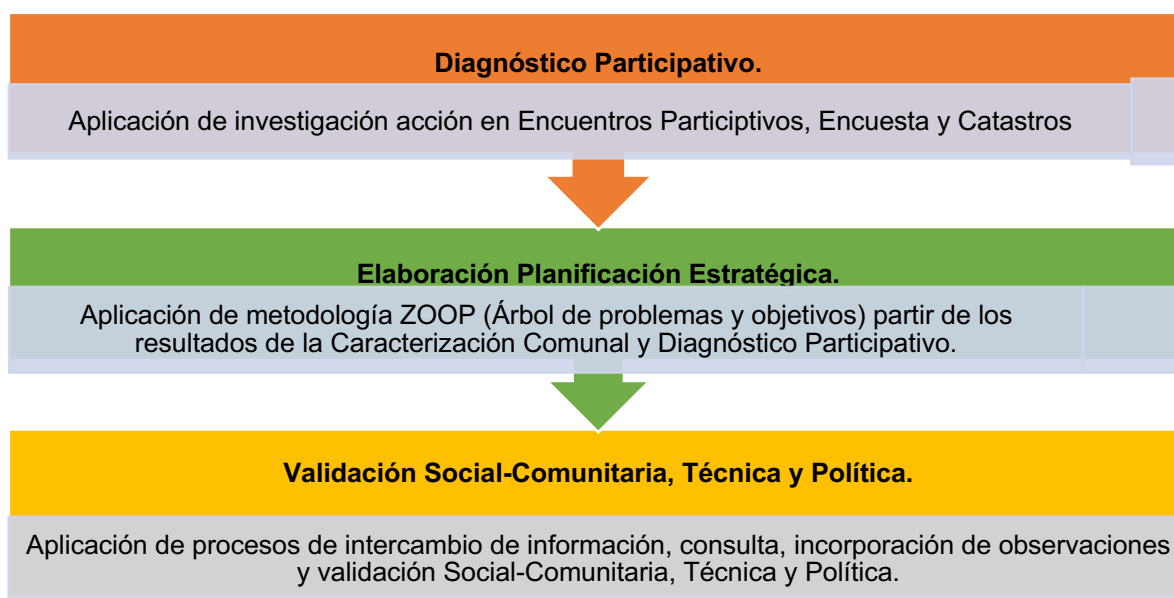 Diagnóstico Participativo.
Aplicación de investigación acción en Encuentros Participtivos, Encuesta y Catastros
Elaboración Planificación Estratégica.
Aplicación de metodología ZOOP (Árbol de problemas y objetivos) partir de los
resultados de la Caracterización Comunal y Diagnóstico Participativo.
Validación Social-Comunitaria, Técnica y Política.
Aplicación de procesos de intercambio de información, consulta, incorporación de observaciones
y validación Social-Comunitaria, Técnica y Política.